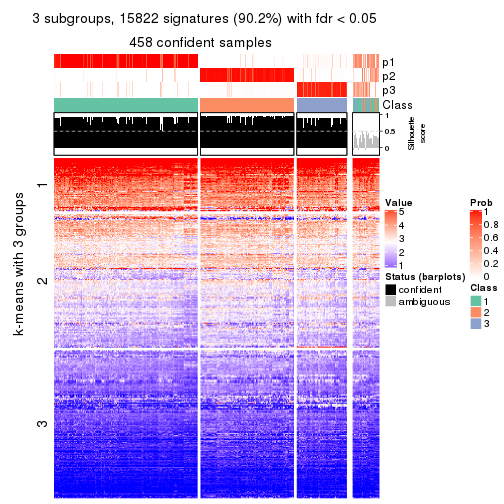 3 subgroups, 15822 signatures (90.2%) with fdr < 0.05
458 confident samples
p1
p2
p3
Class
1
0.5
0
Silhouette
score
k-means with 3 groups
1
2
3
Value
5
4
3
2
1
Status (barplots)
confident
ambiguous
Prob
1
0.8
0.6
0.4
0.2
0
Class
1
2
3